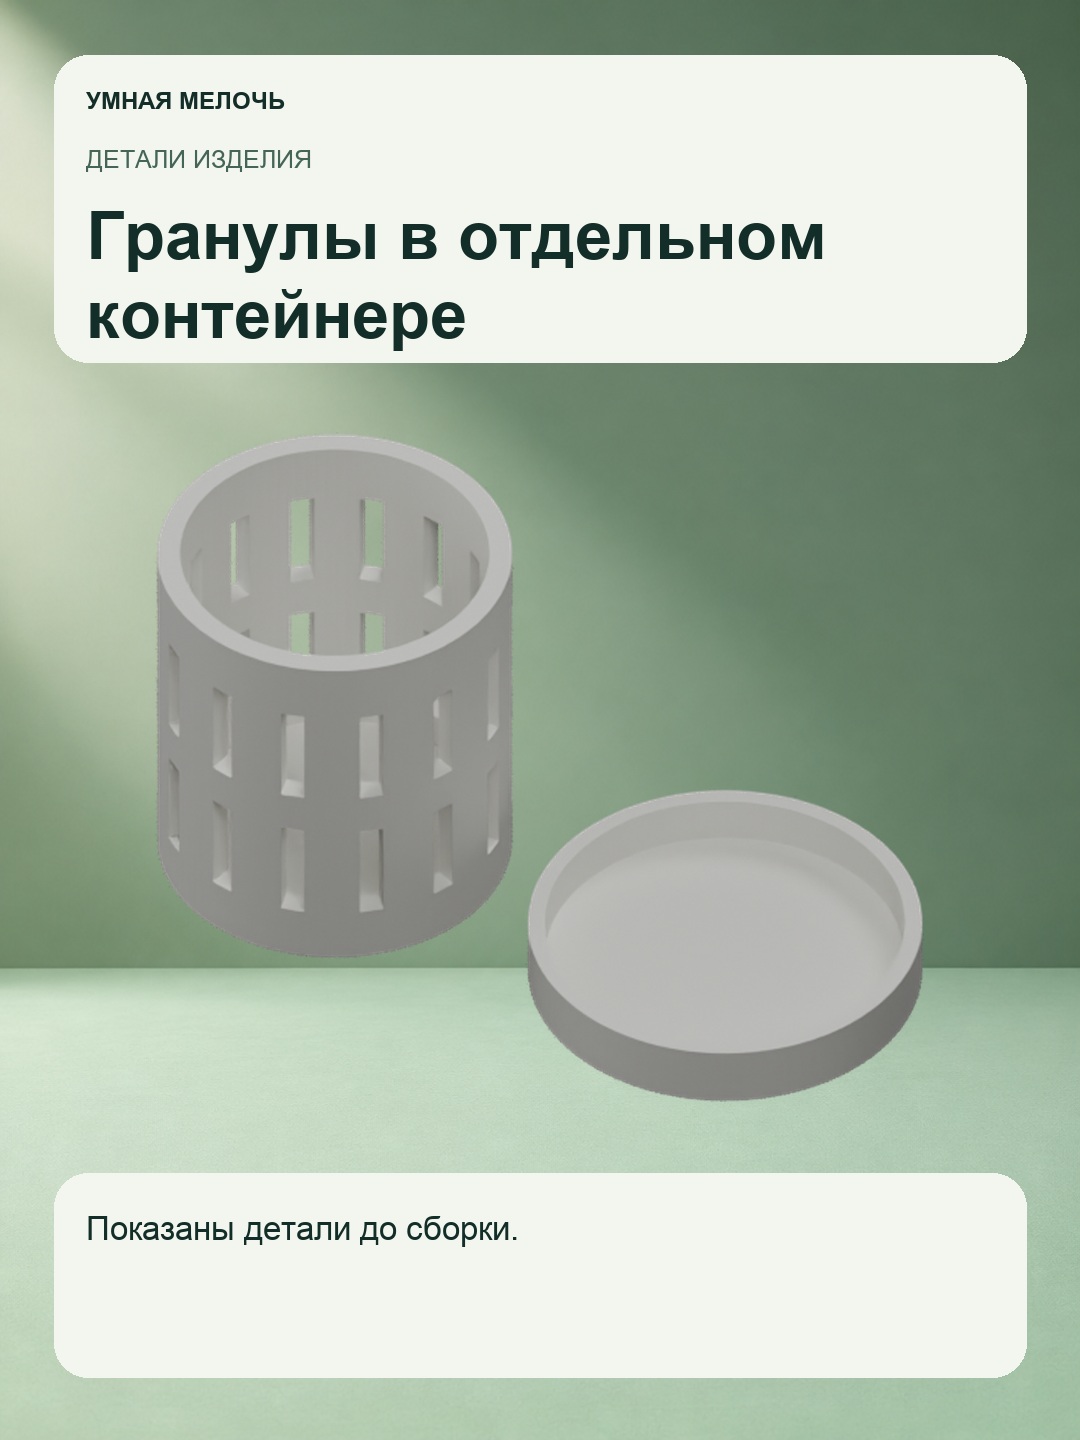 УМНАЯ МЕЛОЧЬ
ДЕТАЛИ ИЗДЕЛИЯ
Гранулы в отдельном
контейнере
Показаны детали до сборки.